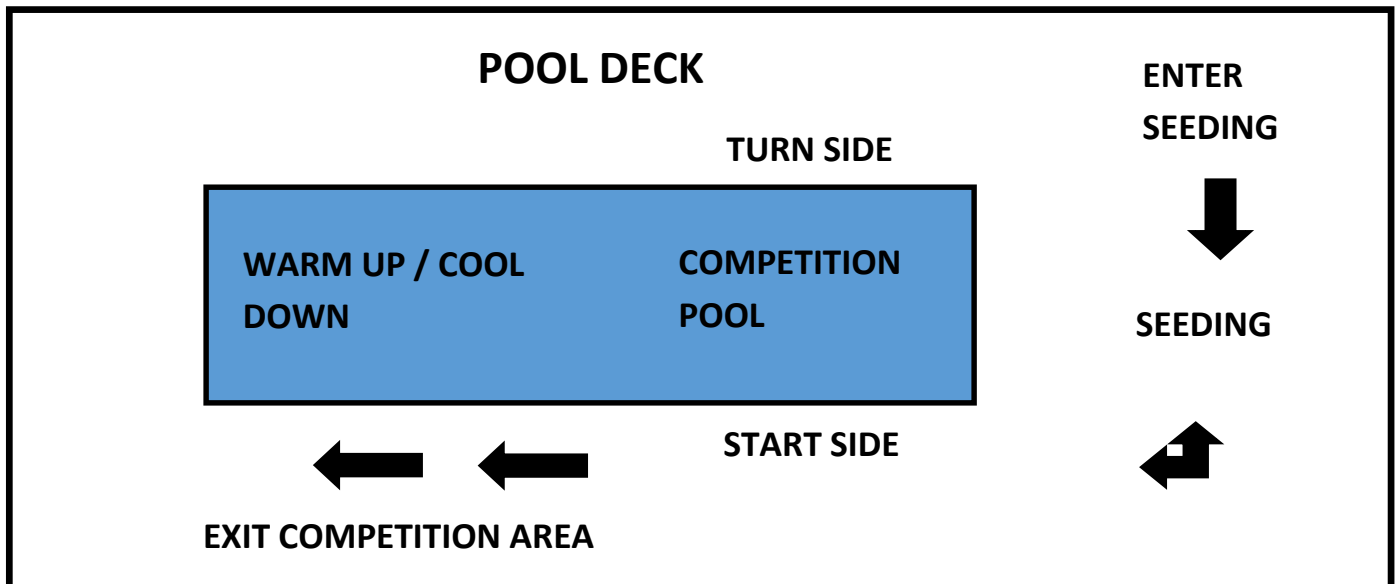 POOL DECK
ENTER
SEEDING
TURN SIDE
WARM UP / COOL
DOWN
COMPETITION
POOL
SEEDING
START SIDE
EXIT COMPETITION AREA